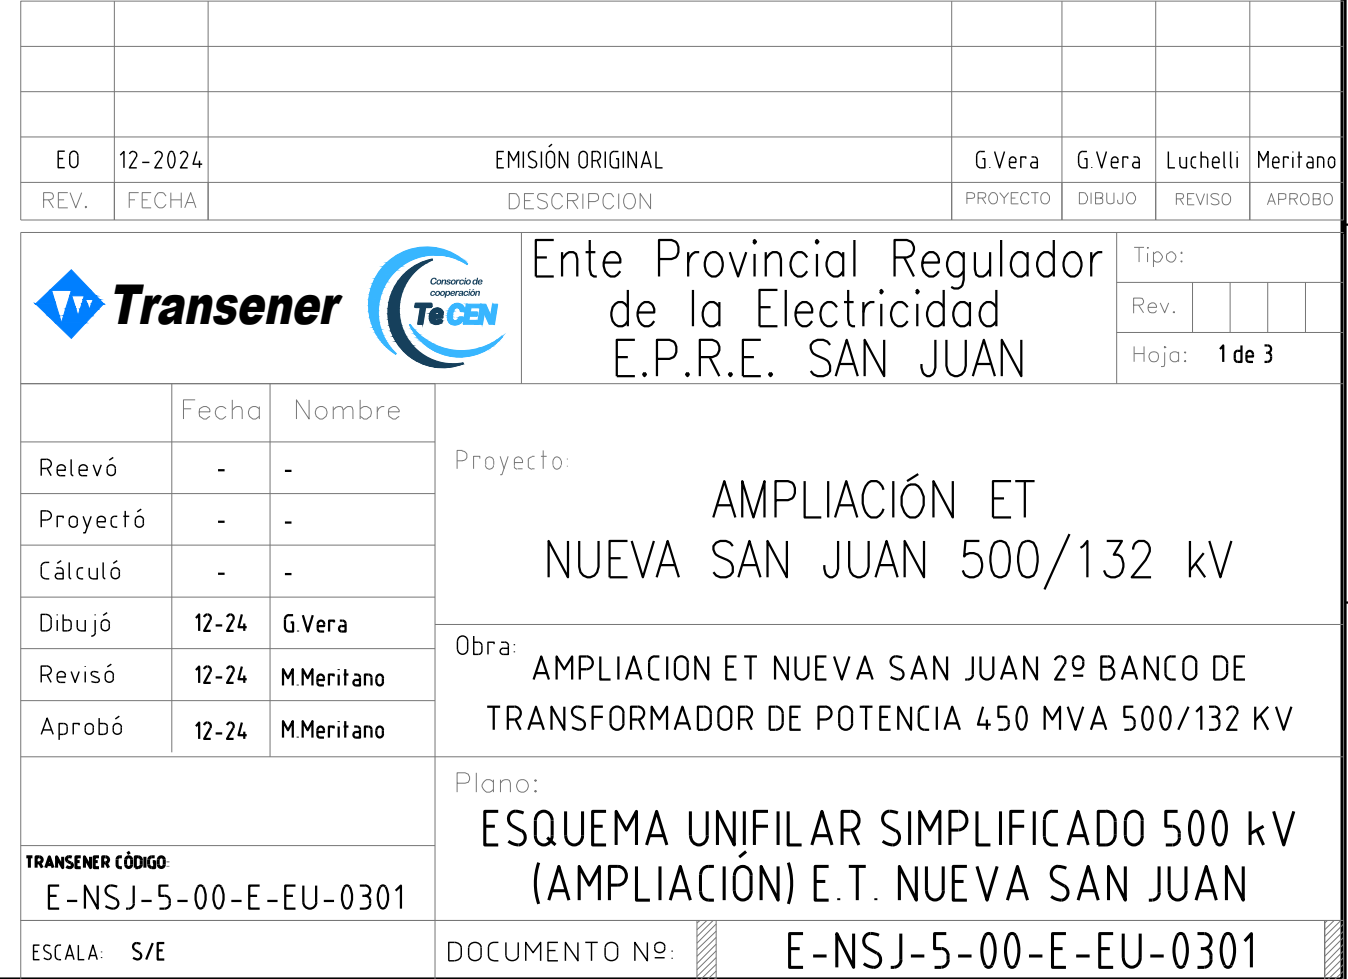 EO 12-2024 EMISIÓN ORIGINAL G.Vera G.Vera Luchelli Meritano
REV. FECHA DESCRIPCION PROYECTO DIBUJO REVISO APROBO
Transener
Consorcio de
cooperación
TeCEN
Ente Provincial Regulador
de la Electricidad
E.P.R.E. SAN JUAN
Tipo:
Rev.
Hoja: 1 de 3
Fecha Nombre
Relevó - -
Proyectó - -
Cálculó - -
Dibujó 12-24 G.Vera
Revisó 12-24 M.Meritano
Aprobó 12-24 M.Meritano
Proyecto:
AMPLIACIÓN ET
NUEVA SAN JUAN 500/132 kV
Obra:
AMPLIACION ET NUEVA SAN JUAN 2º BANCO DE
TRANSFORMADOR DE POTENCIA 450 MVA 500/132 KV
Plano:
ESQUEMA UNIFILAR SIMPLIFICADO 500 kV
(AMPLIACIÓN) E.T. NUEVA SAN JUAN
TRANSENER CÓDIGO:
E-NSJ-5-00-E-EU-0301
ESCALA: S/E
DOCUMENTO Nº: E-NSJ-5-00-E-EU-0301